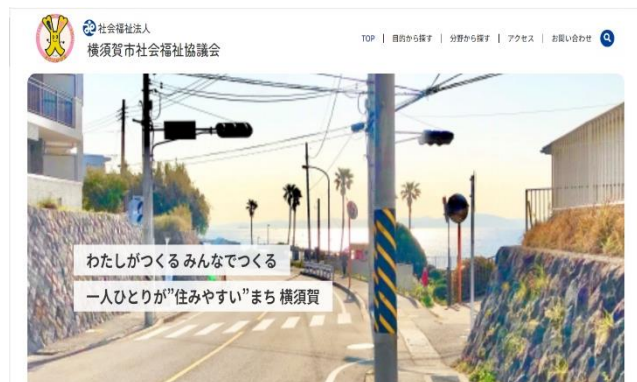 社会福祉法人
横須賀市社会福祉協議会
TOP | 目的から探す | 分野から探す | アクセス | お問い合わせ
わたしがつくる みんなでつくる
一人ひとりが”住みやすい”まち 横須賀